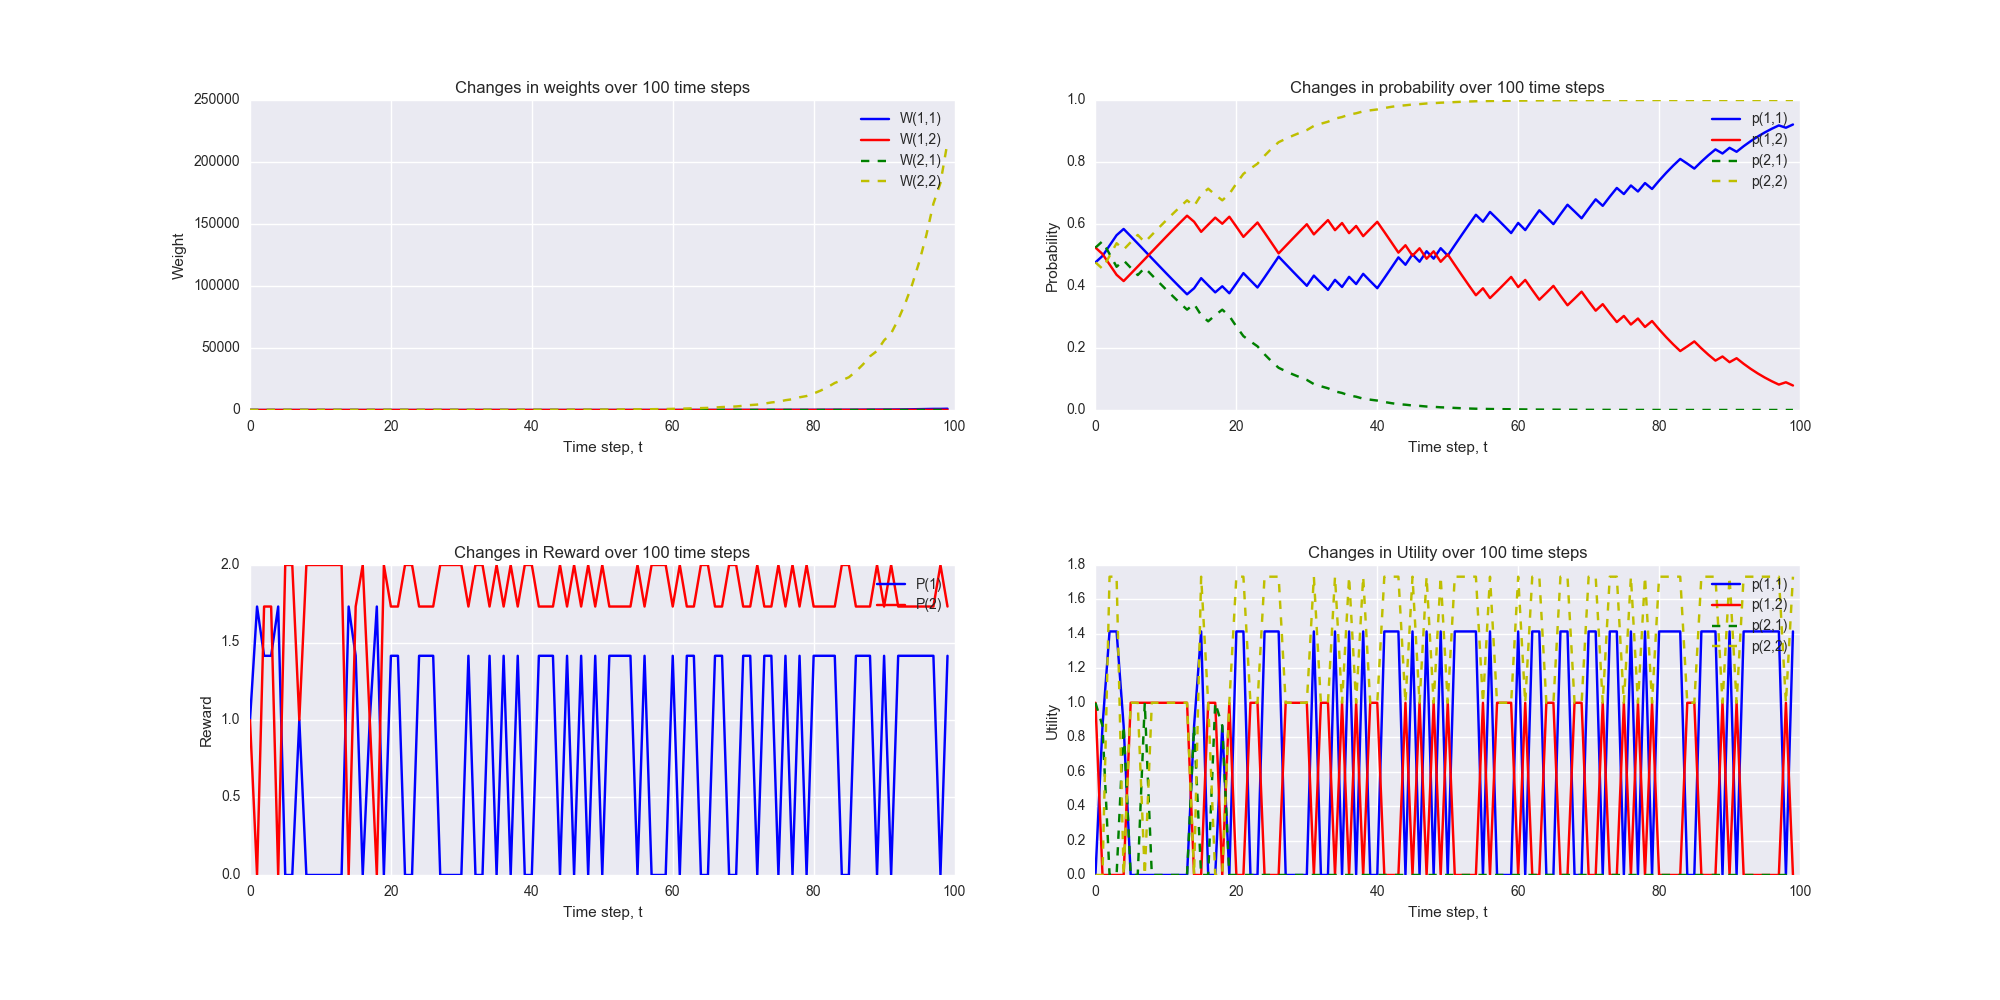 Changes in weights over 100 time steps
250000
200000
150000
100000
50000
0
Weight
0 20 40 60 80 100
Time step, t
W(1,1)
W(1,2)
W(2,1)
W(2,2)
Changes in probability over 100 time steps
1.0
0.8
0.6
0.4
0.2
0.0
Probability
0 20 40 60 80 100
Time step, t
p(1,1)
p(1,2)
p(2,1)
p(2,2)
Changes in Reward over 100 time steps
2.0
1.5
1.0
0.5
0.0
Reward
0 20 40 60 80 100
Time step, t
P(1)
P(2)
Changes in Utility over 100 time steps
1.8
1.6
1.4
1.2
1.0
0.8
0.6
0.4
0.2
0.0
Utility
0 20 40 60 80 100
Time step, t
p(1,1)
p(1,2)
p(2,1)
p(2,2)